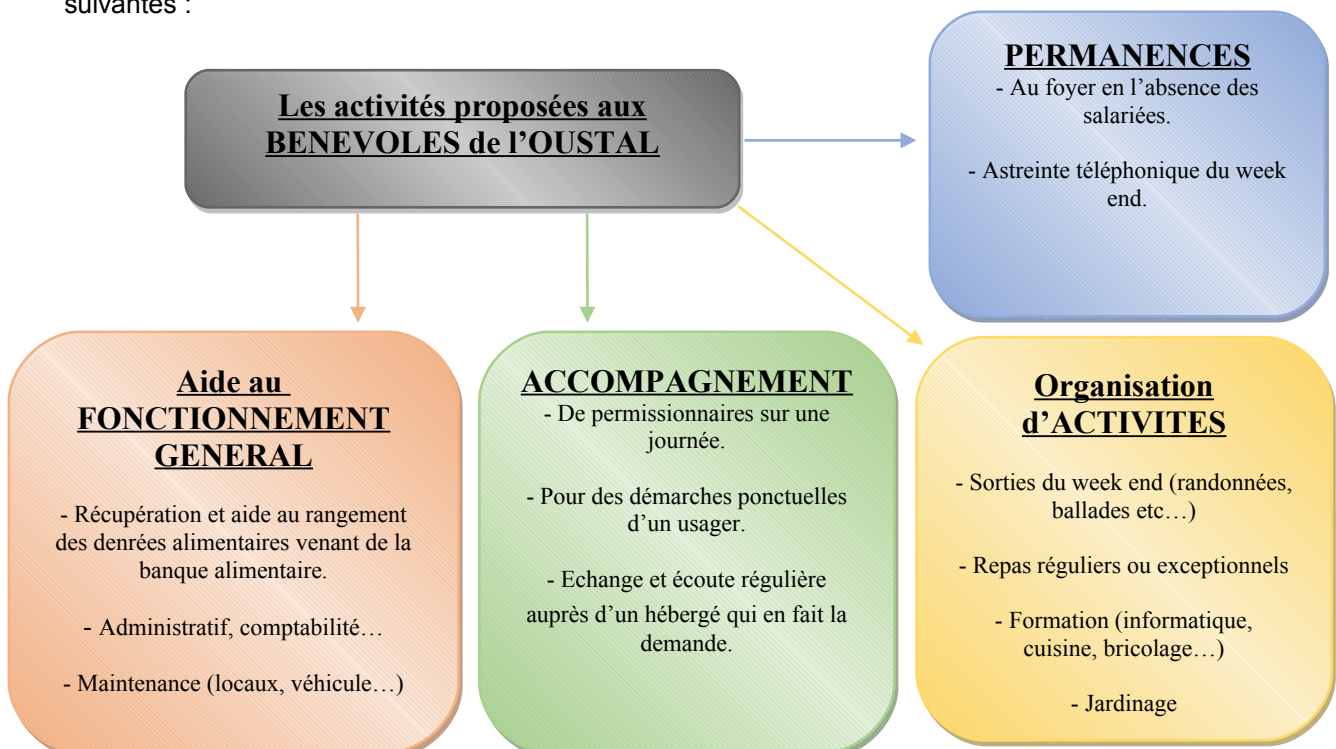 suivantes :
Les activités proposées aux
BENEVOLES de l’OUSTAL
PERMANENCES
- Au foyer en l’absence des
salariées.
- Astreinte téléphonique du week
end.
Aide au
FONCTIONNEMENT
GENERAL
- Récupération et aide au rangement
des denrées alimentaires venant de la
banque alimentaire.
- Administratif, comptabilité…
- Maintenance (locaux, véhicule…)
ACCOMPAGNEMENT
- De permissionnaires sur une
journée.
- Pour des démarches ponctuelles
d’un usager.
- Echange et écoute régulière
auprès d’un hébergé qui en fait la
demande.
Organisation
d’ACTIVITES
- Sorties du week end (randonnées,
ballades etc…)
- Repas réguliers ou exceptionnels
- Formation (informatique,
cuisine, bricolage…)
- Jardinage